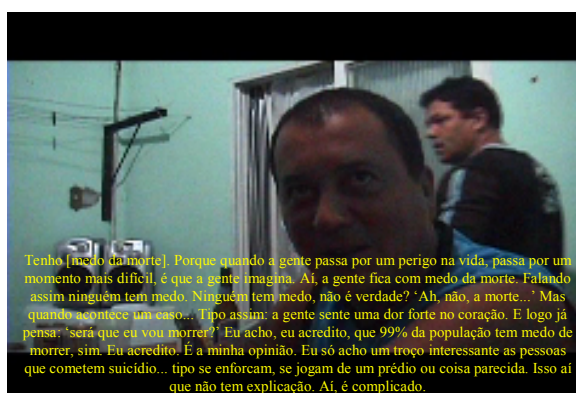 Tenho [medo da morte]. Porque quando a gente passa por um perigo na vida, passa por um
momento mais difícil, é que a gente imagina. Aí, a gente fica com medo da morte. Falando
assim ninguém tem medo. Ninguém tem medo, não é verdade? ‘Ah, não, a morte...’ Mas
quando acontece um caso... Tipo assim: a gente sente uma dor forte no coração. E logo já
pensa: ‘será que eu vou morrer?’ Eu acho, eu acredito, que 99% da população tem medo de
morrer, sim. Eu acredito. É a minha opinião. Eu só acho um troço interessante as pessoas
que cometem suicídio... tipo se enforcam, se jogam de um prédio ou coisa parecida. Isso aí
que não tem explicação. Aí, é complicado.